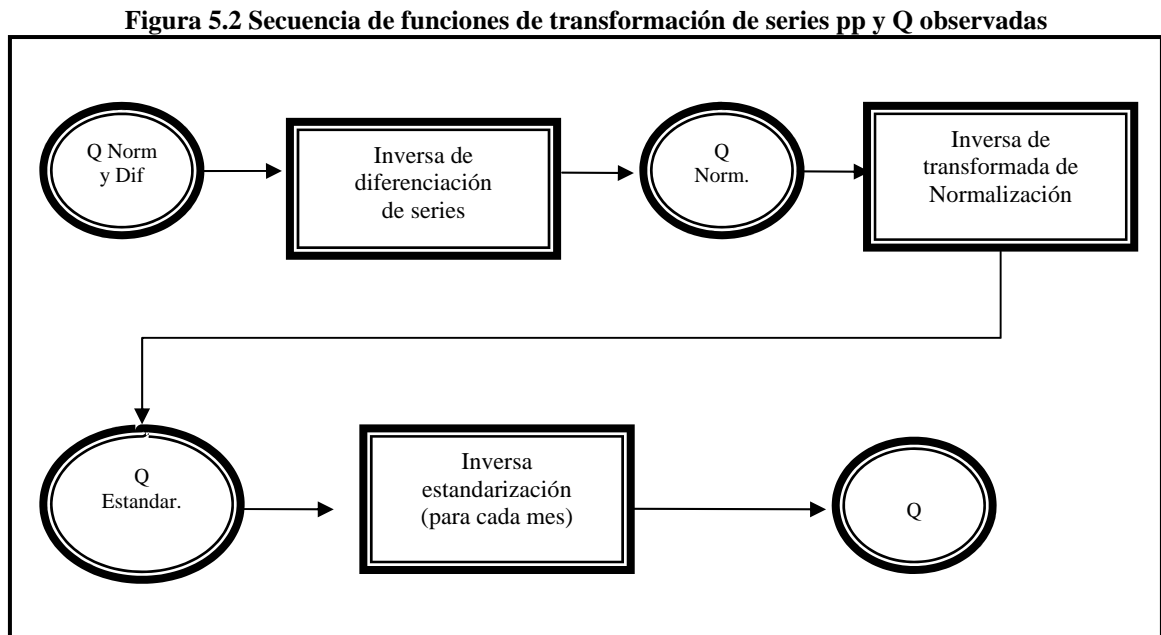 Figura 5.2 Secuencia de funciones de transformación de series pp y Q observadas
Q Norm
y Dif
Inversa de
diferenciación
de series
Q
Norm.
Inversa de
transformada de
Normalización
Q
Estandar.
Inversa
estandarización
(para cada mes)
Q